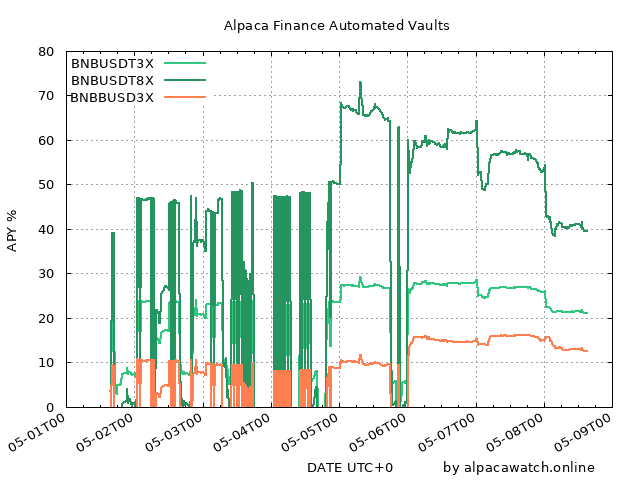 Alpaca Finance Automated Vaults
80
70
60
50
40
30
20
10
0
APY %
BNBUSDT3X
BNBUSDT8X
BNBBUSD3X
05-01T00
05-02T00
05-03T00
05-04T00
05-05T00
05-06T00
05-07T00
05-08T00
05-09T00
DATE UTC+0
by alpacawatch.online